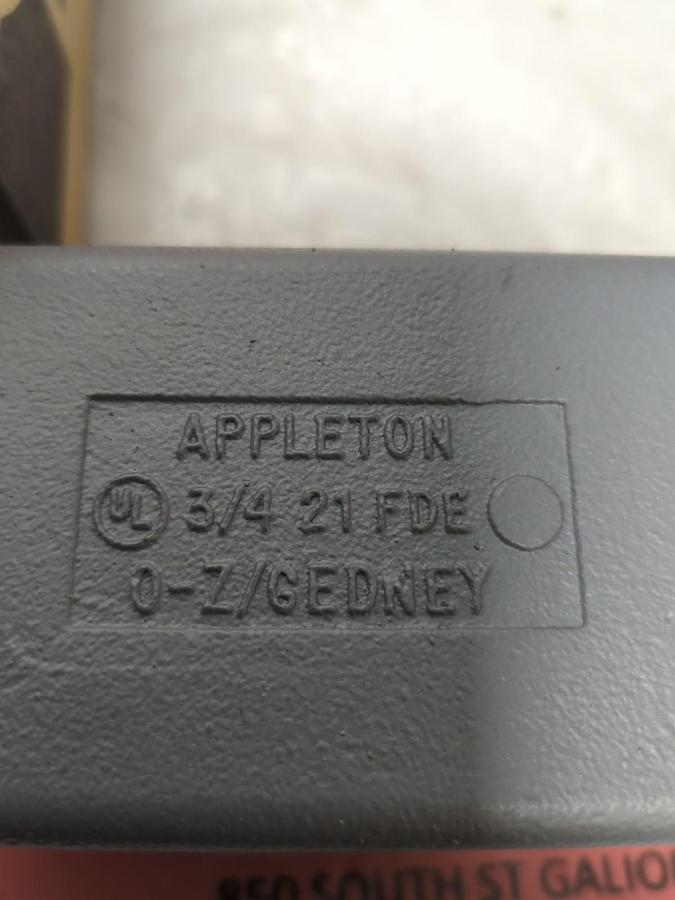 APPLETON
UL 3/4 21 FDE
O-Z/GEDNEY
850 SOUTH ST GALIO